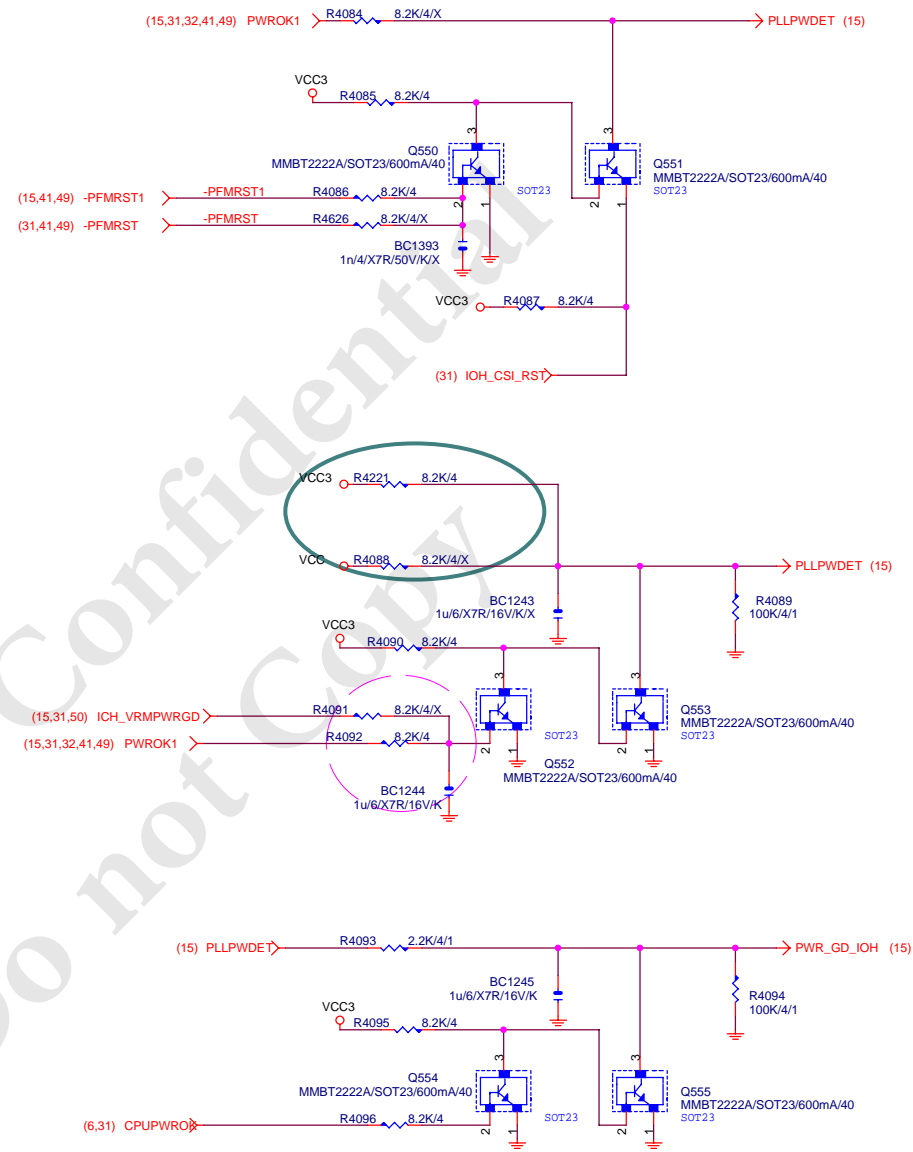 (15,31,32,41,49) PWROK1 R4084 8.2K/4/X PLLPWDET (15)
VCC3
R4085 8.2K/4
3 3
Q550
MMBT2222A/SOT23/600mA/40
Q551
MMBT2222A/SOT23/600mA/40
SOT23 SOT23
(15,41,49) -PFMRST1 -PFMRST1 R4086 8.2K/4
2 1 2 1
(31,41,49) -PFMRST -PFMRST R4626 8.2K/4/X
BC1393
1n/4/X7R/50V/K/X
VCC3 R4087 8.2K/4
(31) IOH_CSI_RST
VCC3 R4221 8.2K/4
VCC R4088 8.2K/4/X PLLPWDET (15)
BC1243
1u/6/X7R/16V/K/X
R4089
100K/4/1
VCC3
R4090 8.2K/4
3 3
Q553
MMBT2222A/SOT23/600mA/40
(15,31,50) ICH_VRMPWRGD R4091 8.2K/4/X
SOT23 SOT23
(15,31,32,41,49) PWROK1 R4092 8.2K/4
2 1 2 1
Q552
MMBT2222A/SOT23/600mA/40
BC1244
1u/6/X7R/16V/K
(15) PLLPWDET R4093 2.2K/4/1 PWR_GD_IOH (15)
BC1245
1u/6/X7R/16V/K
R4094
100K/4/1
VCC3
R4095 8.2K/4
3 3
Q554
MMBT2222A/SOT23/600mA/40
Q555
MMBT2222A/SOT23/600mA/40
SOT23 SOT23
(6,31) CPUPWROK R4096 8.2K/4
2 1 2 1
Confidential
Do not Copy